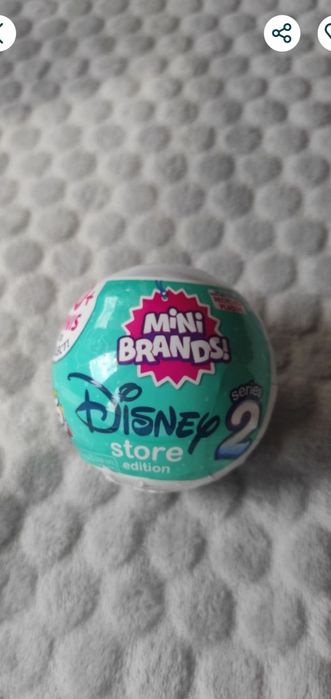 MiNi
BRANDS!
DISNEY
store
edition
series
2